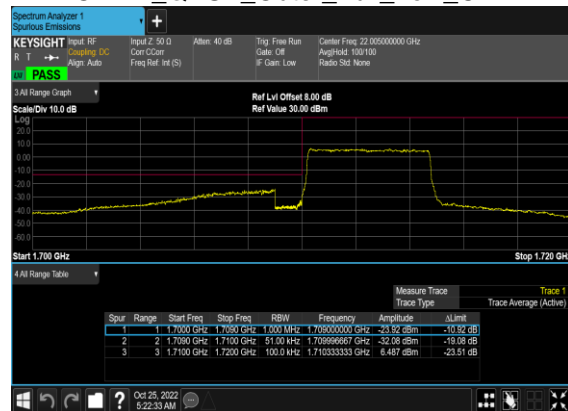 Spectrum Analyzer 1
Spurious Emissions
KEYSIGHT Input: RF Input Z: 50 Ω Atten: 40 dB Trig: Free Run Center Freq: 22.005000000 GHz
R T Coupling: DC Corr CCorr Gate: Off Avg|Hold: 100/100
Align: Auto Freq Ref: Int (S) IF Gain: Low Radio Std: None
PASS
3 All Range Graph
Ref Lvl Offset 8.00 dB
Scale/Div 10.0 dB Ref Value 30.00 dBm
Log
20.0
10.0
0.00
-10.0
-20.0
-30.0
-40.0
-50.0
-60.0
Start 1.700 GHz Stop 1.720 GH
4 All Range Table
Measure Trace Trace 1
Trace Type Trace Average (Active)
Spur Range Start Freq Stop Freq RBW Frequency Amplitude ΔLimit
1 1 1.7000 GHz 1.7090 GHz 1.000 MHz 1.709000000 GHz -23.92 dBm -10.92 dB
2 2 1.7090 GHz 1.7100 GHz 51.00 kHz 1.709996667 GHz -32.08 dBm -19.08 dB
3 3 1.7100 GHz 1.7200 GHz 100.0 kHz 1.710333333 GHz 6.487 dBm -23.51 dB
Oct 25, 2022
5:22:33 AM